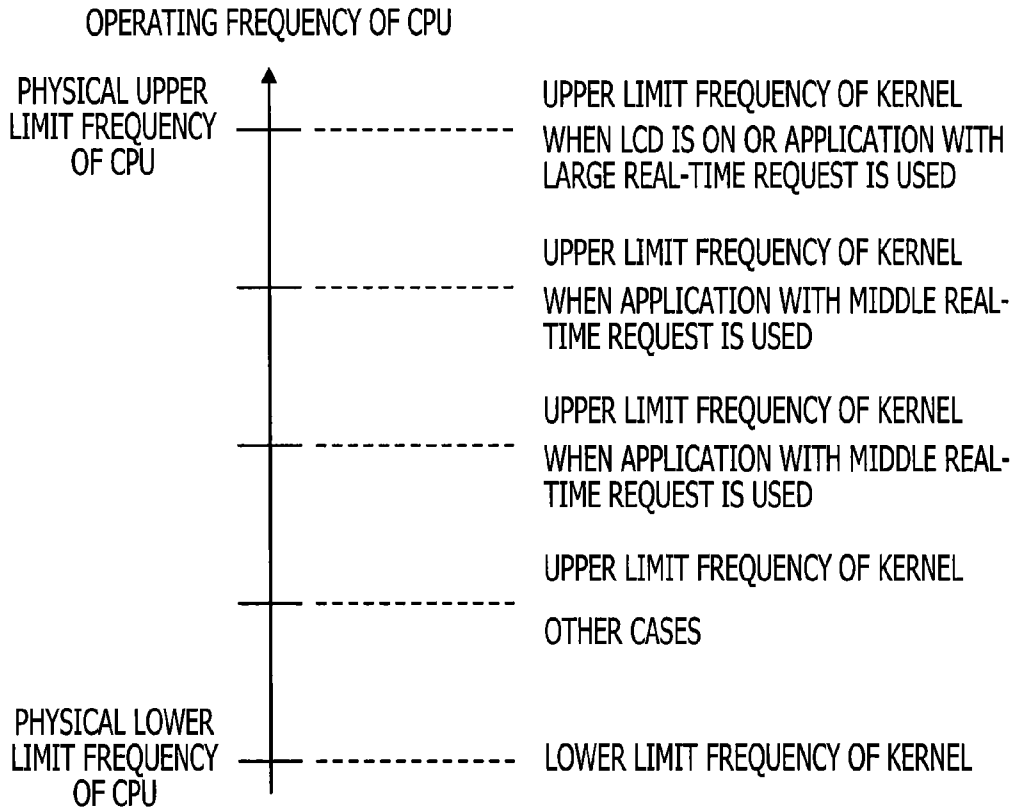 OPERATING FREQUENCY OF CPU
PHYSICAL UPPER
LIMIT FREQUENCY
OF CPU
UPPER LIMIT FREQUENCY OF KERNEL
WHEN LCD IS ON OR APPLICATION WITH
LARGE REAL-TIME REQUEST IS USED
UPPER LIMIT FREQUENCY OF KERNEL
WHEN APPLICATION WITH MIDDLE REAL-
TIME REQUEST IS USED
UPPER LIMIT FREQUENCY OF KERNEL
WHEN APPLICATION WITH MIDDLE REAL-
TIME REQUEST IS USED
UPPER LIMIT FREQUENCY OF KERNEL
OTHER CASES
PHYSICAL LOWER
LIMIT FREQUENCY
OF CPU
LOWER LIMIT FREQUENCY OF KERNEL